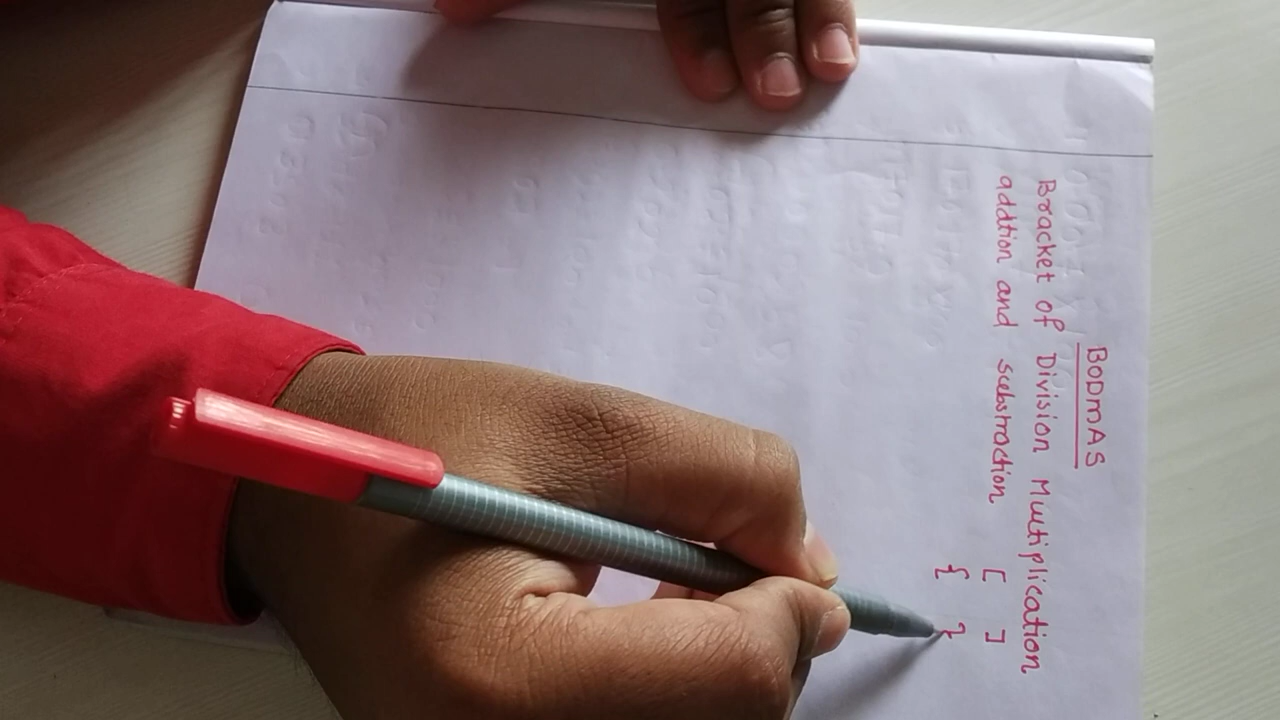 BODMAS
Bracket of Division Multiplication
addtion and substraction
[ ]
{ }